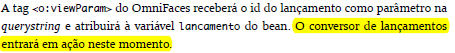 A tag <o:viewParam> do OmniFaces receberá o id do lançamento como parâmetro na
querystring e atribuirá à variável lancamento do bean. O conversor de lançamentos
entrará em ação neste momento.